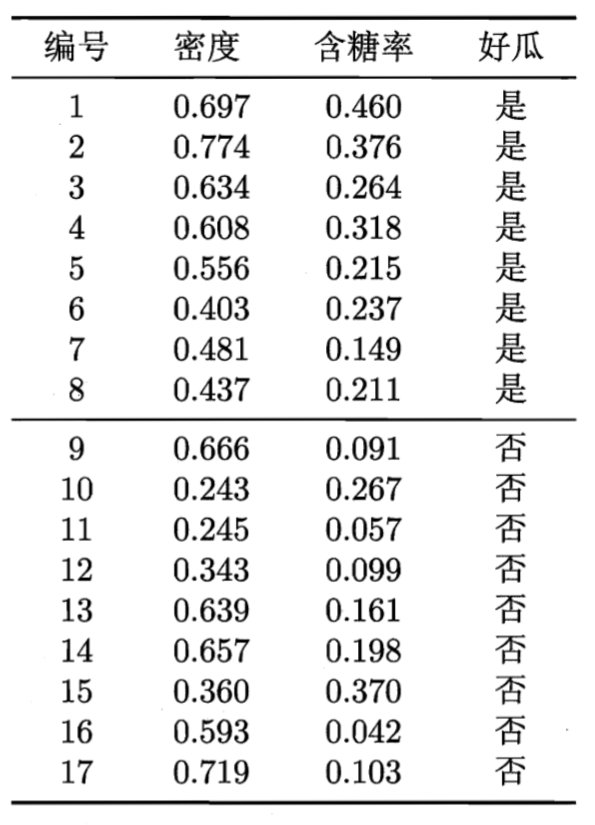 编号 密度 含糖率 好瓜
1 0.697 0.460 是
2 0.774 0.376 是
3 0.634 0.264 是
4 0.608 0.318 是
5 0.556 0.215 是
6 0.403 0.237 是
7 0.481 0.149 是
8 0.437 0.211 是
9 0.666 0.091 否
10 0.243 0.267 否
11 0.245 0.057 否
12 0.343 0.099 否
13 0.639 0.161 否
14 0.657 0.198 否
15 0.360 0.370 否
16 0.593 0.042 否
17 0.719 0.103 否